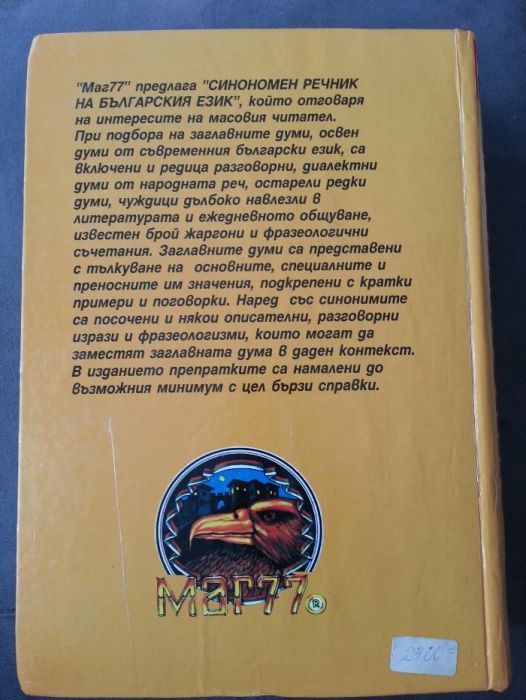 "Маг77" предлага "СИНОНОМЕН РЕЧНИК
НА БЪЛГАРСКИЯ ЕЗИК", който отговаря
на интересите на масовия читател.
При подбора на заглавните думи, освен
думи от съвременния български език, са
включени и редица разговорни, диалектни
думи от народната реч, остарели редки
думи, чуждици дълбоко навлезли в
литературата и ежедневното общуване,
известен брой жаргони и фразеологични
съчетания. Заглавните думи са представени
с тълкуване на основните, специалните и
преносните им значения, подкрепени с кратки
примери и поговорки. Наред със синонимите
са посочени и някои описателни, разговорни
изрази и фразеологизми, които могат да
заместят заглавната дума в даден контекст.
В изданието препратките са намалени до
възможния минимум с цел бързи справки.
Маг77®